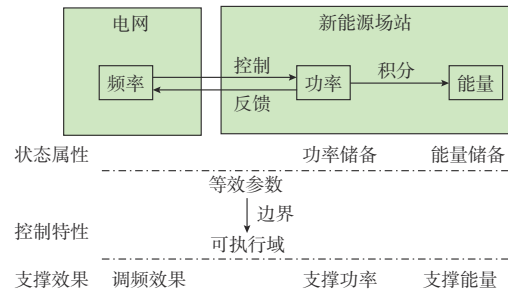 电网 新能源场站
控制
频率 功率 积分 能量
反馈
状态属性 功率储备 能量储备
等效参数
边界
控制特性
可执行域
支撑效果 调频效果 支撑功率 支撑能量